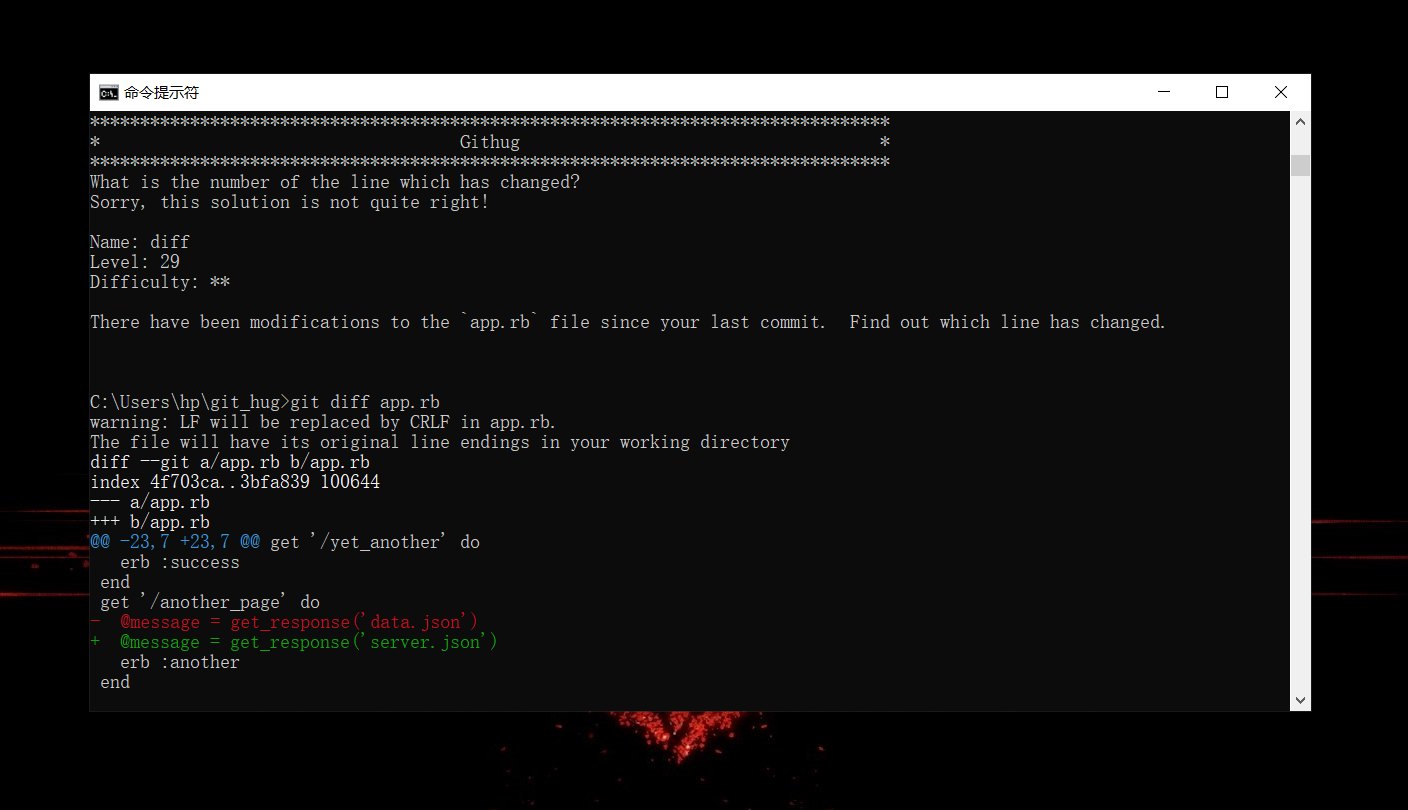 命令提示符
********************************************************************************
*                                    Githug                                    *
********************************************************************************
What is the number of the line which has changed?
Sorry, this solution is not quite right!
Name: diff
Level: 29
Difficulty: **
There have been modifications to the `app.rb` file since your last commit.  Find out which line has changed.
C:\Users\hp\git_hug>git diff app.rb
warning: LF will be replaced by CRLF in app.rb.
The file will have its original line endings in your working directory
diff --git a/app.rb b/app.rb
index 4f703ca..3bfa839 100644
--- a/app.rb
+++ b/app.rb
@@ -23,7 +23,7 @@ get '/yet_another' do
   erb :success
 end
 get '/another_page' do
-  @message = get_response('data.json')
+  @message = get_response('server.json')
   erb :another
 end